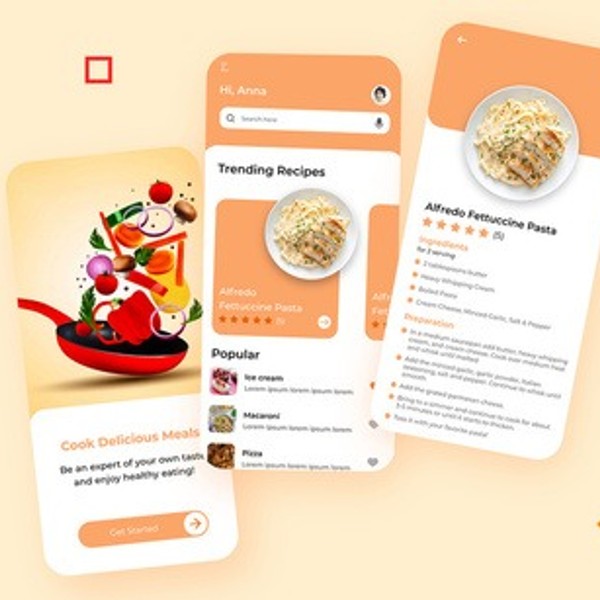 Cook Delicious Meals
Be an expert of your own taste
and enjoy healthy eating!
Get Started
Hi, Anna
Search here
Trending Recipes
Alfredo
Fettuccine Pasta
(5)
Alfr
Fett
Popular
Ice cream
Lorem ipsum lorem ipsum lorem
Macaroni
Lorem ipsum lorem ipsum lorem
Pizza
Lorem ipsum lorem ipsum lorem
Alfredo Fettuccine Pasta
(5)
Ingredients
for 2 serving
2 tablespoons butter
Heavy Whipping Cream
Boiled Pasta
Cream Cheese, Minced Garlic, Salt & Pepper
Preparation
In a medium saucepan add butter, heavy whipping
cream, and cream cheese. Cook over medium heat
and whisk until melted
Add the minced garlic, garlic powder, Italian
seasoning, salt and pepper. Continue to whisk until
smooth.
Add the grated parmesan cheese.
Bring to a simmer and continue to cook for about
3-5 minutes or until it starts to thicken.
Toss it with your favorite pasta!